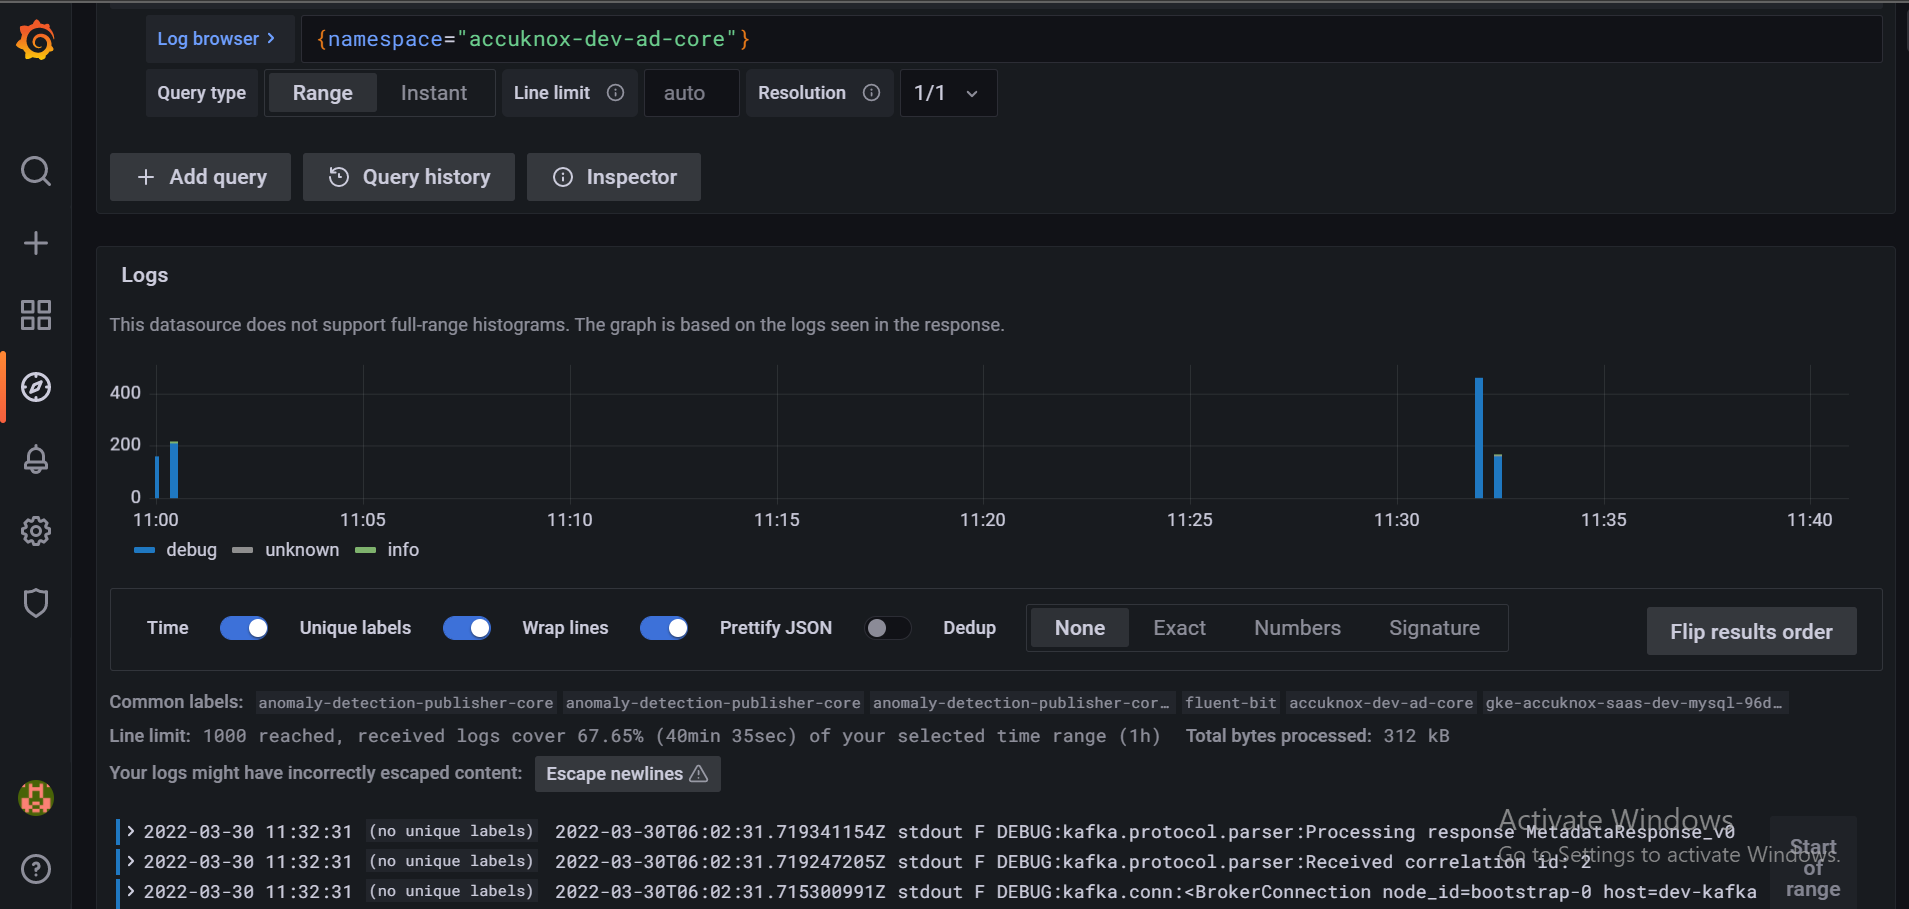 Log browser >
{namespace="accuknox-dev-ad-core"}
Query type Range Instant Line limit auto Resolution 1/1
+ Add query Query history Inspector
Logs
This datasource does not support full-range histograms. The graph is based on the logs seen in the response.
400
200
0
11:00 11:05 11:10 11:15 11:20 11:25 11:30 11:35 11:40
debug unknown info
Time Unique labels Wrap lines Prettify JSON Dedup None Exact Numbers Signature Flip results order
Common labels: anomaly-detection-publisher-core anomaly-detection-publisher-core anomaly-detection-publisher-cor… fluent-bit accuknox-dev-ad-core gke-accuknox-saas-dev-mysql-96d…
Line limit: 1000 reached, received logs cover 67.65% (40min 35sec) of your selected time range (1h) Total bytes processed: 312 kB
Your logs might have incorrectly escaped content: Escape newlines
> 2022-03-30 11:32:31 (no unique labels) 2022-03-30T06:02:31.719341154Z stdout F DEBUG:kafka.protocol.parser:Processing response MetadataResponse_v0
> 2022-03-30 11:32:31 (no unique labels) 2022-03-30T06:02:31.719247205Z stdout F DEBUG:kafka.protocol.parser:Received correlation id: 2
> 2022-03-30 11:32:31 (no unique labels) 2022-03-30T06:02:31.715300991Z stdout F DEBUG:kafka.conn:<BrokerConnection node_id=bootstrap-0 host=dev-kafka
Start
of
range
Activate Windows
Go to Settings to activate Windows.